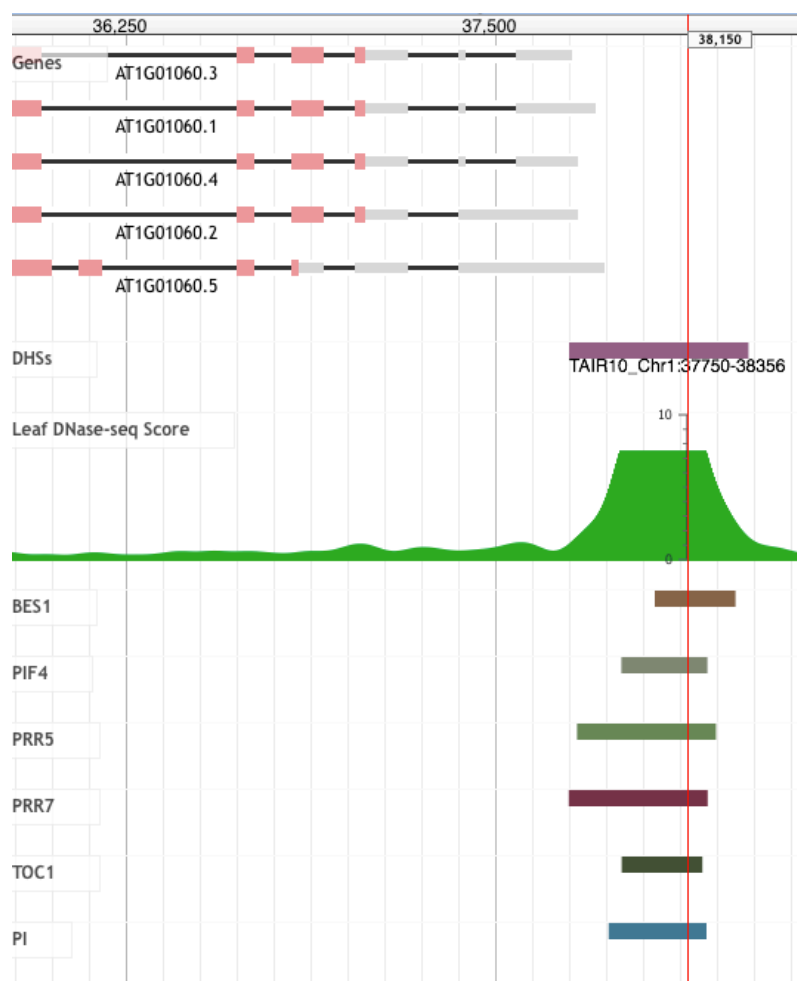 36,250 37,500
38,150
Genes
AT1G01060.3
AT1G01060.1
AT1G01060.4
AT1G01060.2
AT1G01060.5
DHSs
TAIR10_Chr1:37750-38356
10
Leaf DNase-seq Score
0
BES1
PIF4
PRR5
PRR7
TOC1
PI